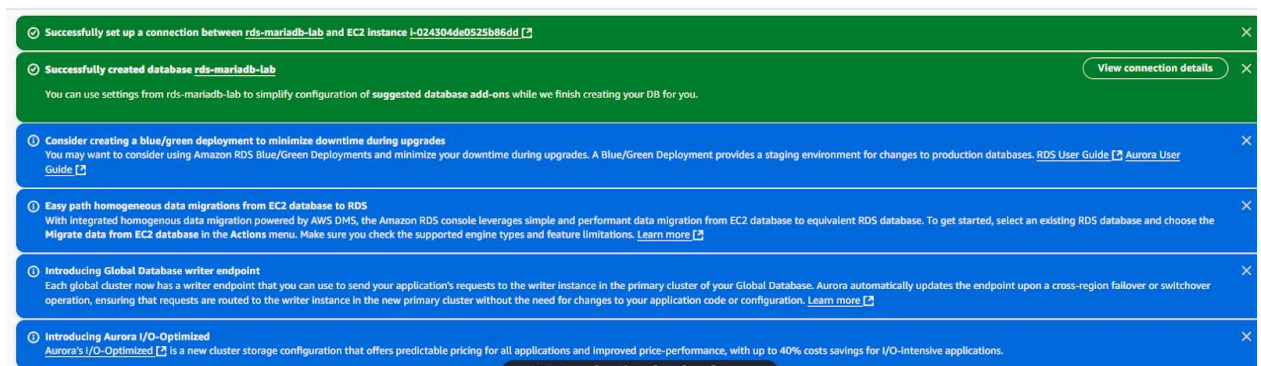 Successfully set up a connection between rds-mariadb-lab and EC2 instance i-024304de0525b86dd
Successfully created database rds-mariadb-lab
View connection details
You can use settings from rds-mariadb-lab to simplify configuration of suggested database add-ons while we finish creating your DB for you.
Consider creating a blue/green deployment to minimize downtime during upgrades
You may want to consider using Amazon RDS Blue/Green Deployments and minimize your downtime during upgrades. A Blue/Green Deployment provides a staging environment for changes to production databases. RDS User Guide Aurora User
Guide
Easy path homogeneous data migrations from EC2 database to RDS
With integrated homogenous data migration powered by AWS DMS, the Amazon RDS console leverages simple and performant data migration from EC2 database to equivalent RDS database. To get started, select an existing RDS database and choose the
Migrate data from EC2 database in the Actions menu. Make sure you check the supported engine types and feature limitations. Learn more
Introducing Global Database writer endpoint
Each global cluster now has a writer endpoint that you can use to send your application's requests to the writer instance in the primary cluster of your Global Database. Aurora automatically updates the endpoint upon a cross-region failover or switchover
operation, ensuring that requests are routed to the writer instance in the new primary cluster without the need for changes to your application code or configuration. Learn more
Introducing Aurora I/O-Optimized
Aurora's I/O-Optimized is a new cluster storage configuration that offers predictable pricing for all applications and improved price-performance, with up to 40% costs savings for I/O-intensive applications.